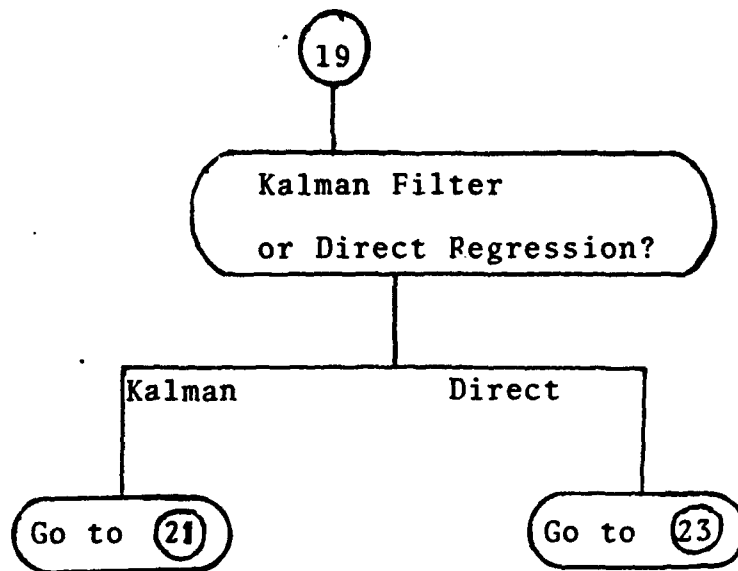 19
Kalman Filter
or Direct Regression?
Kalman Direct
Go to 21
Go to 23